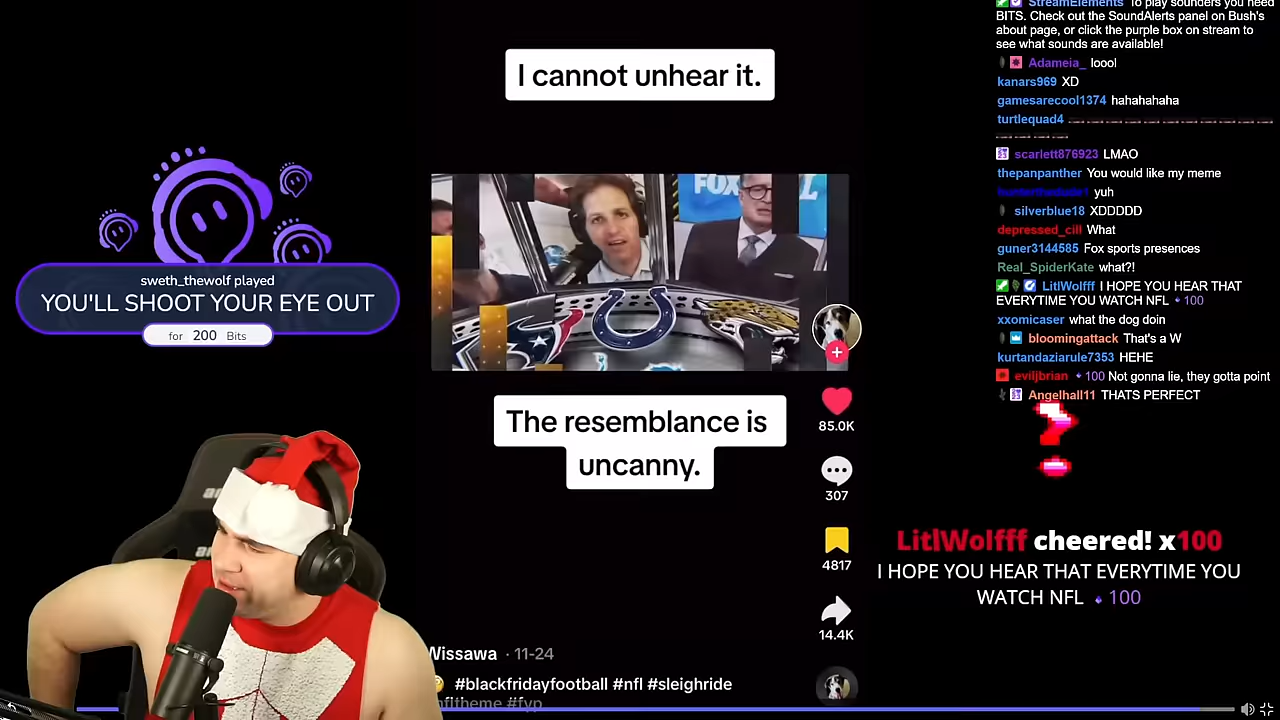 I cannot unhear it.
FOX
The resemblance is
uncanny.
85.0K
307
4817
14.4K
Wissawa · 11-24
#blackfridayfootball #nfl #sleighride
#fyp
sweth_thewolf played
YOU'LL SHOOT YOUR EYE OUT
for 200 Bits
StreamElements To play sounders you need
BITS. Check out the SoundAlerts panel on Bush's
about page, or click the purple box on stream to
see what sounds are available!
Adameia_ loool
kanars969 XD
gamesarecool1374 hahahahaha
turtlequad4
scarlett876923 LMAO
thepanpanther You would like my meme
yuh
silverblue18 XDDDDD
depressed_cill What
guner3144585 Fox sports presences
Real_SpiderKate what?!
LitlWolfff I HOPE YOU HEAR THAT
EVERYTIME YOU WATCH NFL 100
xxomicaser what the dog doin
bloomingattack That's a W
kurtandaziarule7353 HEHE
eviljbrian 100 Not gonna lie, they gotta point
Angelhall11 THATS PERFECT
LitlWolfff cheered! x100
I HOPE YOU HEAR THAT EVERYTIME YOU
WATCH NFL 100